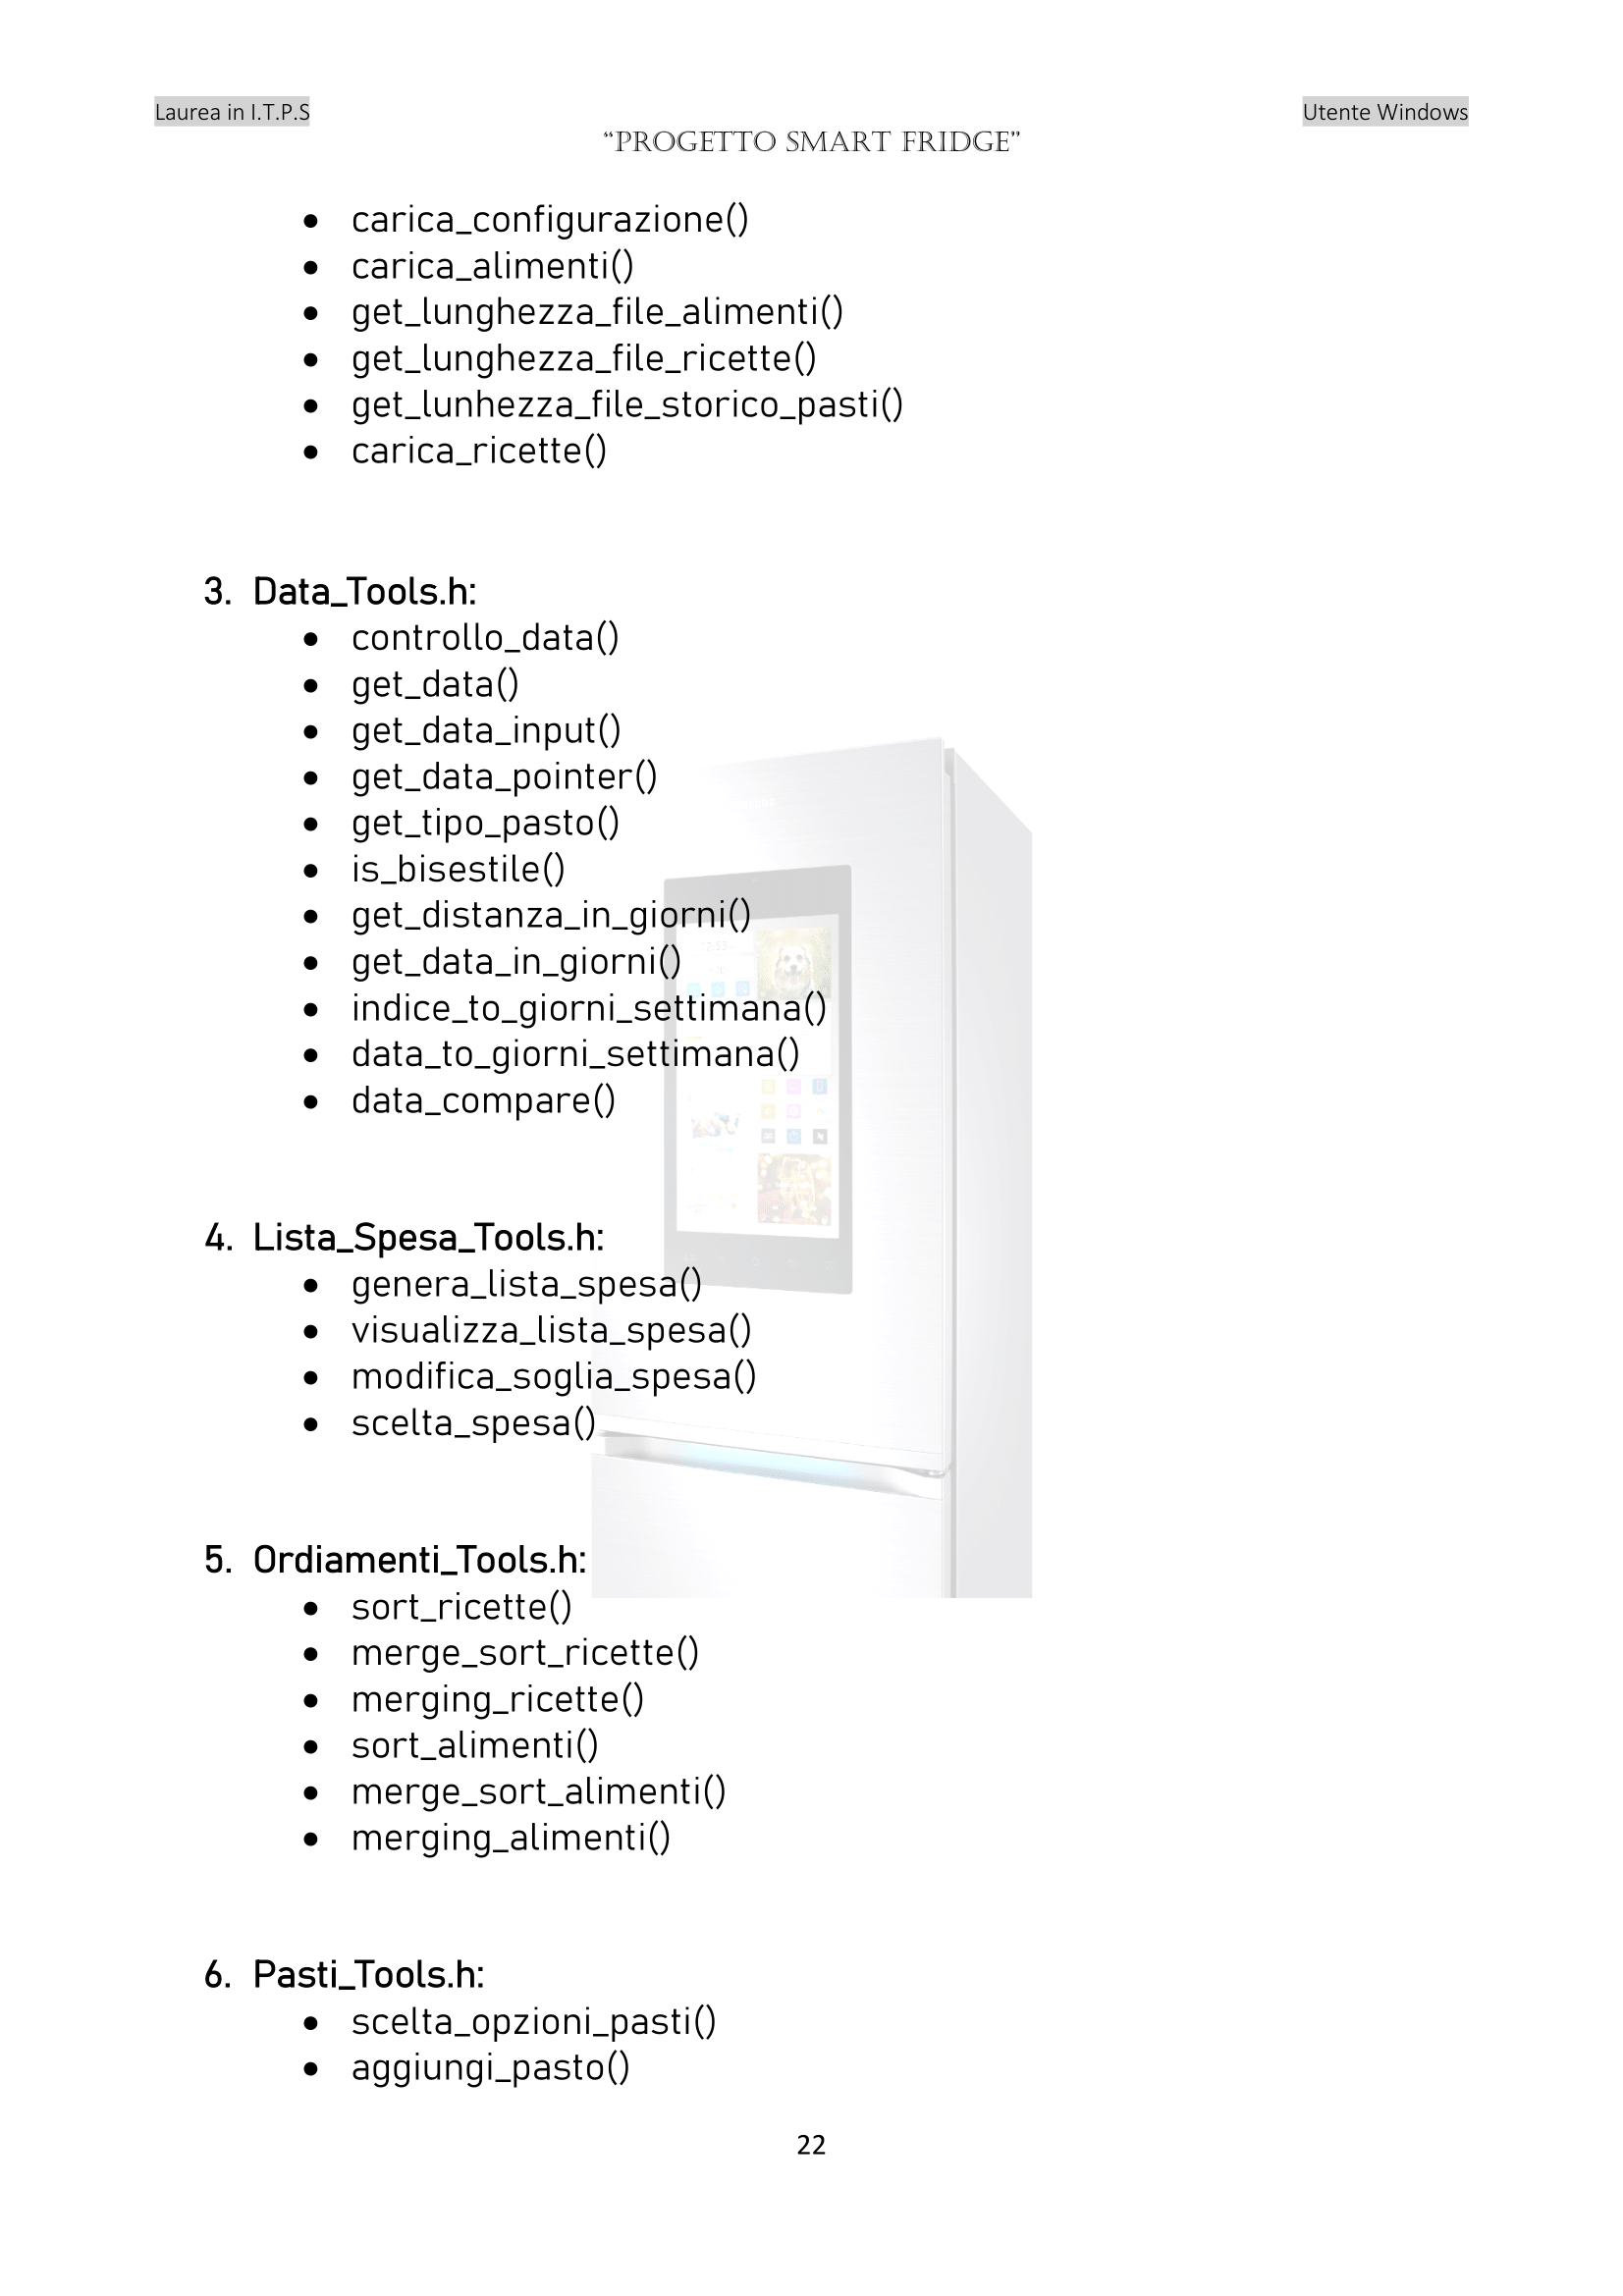 Laurea in I.T.P.S
Utente Windows
“PROGETTO SMART FRIDGE”
• carica_configurazione()
• carica_alimenti()
• get_lunghezza_file_alimenti()
• get_lunghezza_file_ricette()
• get_lunhezza_file_storico_pasti()
• carica_ricette()
3. Data_Tools.h:
• controllo_data()
• get_data()
• get_data_input()
• get_data_pointer()
• get_tipo_pasto()
• is_bisestile()
• get_distanza_in_giorni()
• get_data_in_giorni()
• indice_to_giorni_settimana()
• data_to_giorni_settimana()
• data_compare()
4. Lista_Spesa_Tools.h:
• genera_lista_spesa()
• visualizza_lista_spesa()
• modifica_soglia_spesa()
• scelta_spesa()
5. Ordiamenti_Tools.h:
• sort_ricette()
• merge_sort_ricette()
• merging_ricette()
• sort_alimenti()
• merge_sort_alimenti()
• merging_alimenti()
6. Pasti_Tools.h:
• scelta_opzioni_pasti()
• aggiungi_pasto()
22